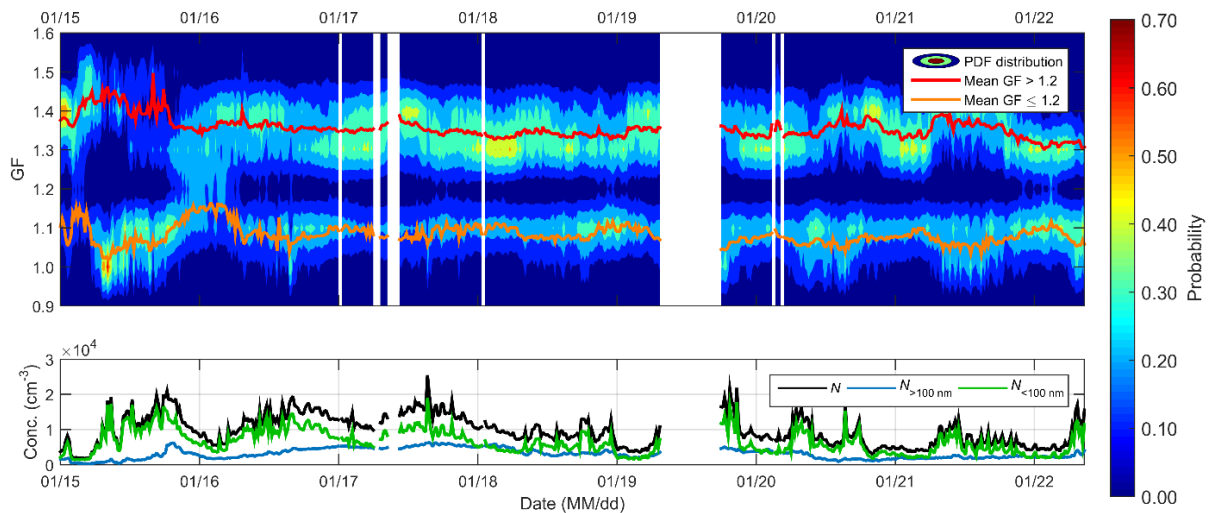 01/15 01/16 01/17 01/18 01/19 01/20 01/21 01/22
1.6
1.5
1.4
1.3
1.2
1.1
1.0
0.9
GF
PDF distribution
Mean GF > 1.2
Mean GF ≤ 1.2
0.70
0.60
0.50
0.40
0.30
0.20
0.10
0.00
Probability
×10⁴
3
2
1
0
Conc. (cm⁻³)
N N>100 nm N<100 nm
01/15 01/16 01/17 01/18 01/19 01/20 01/21 01/22
Date (MM/dd)